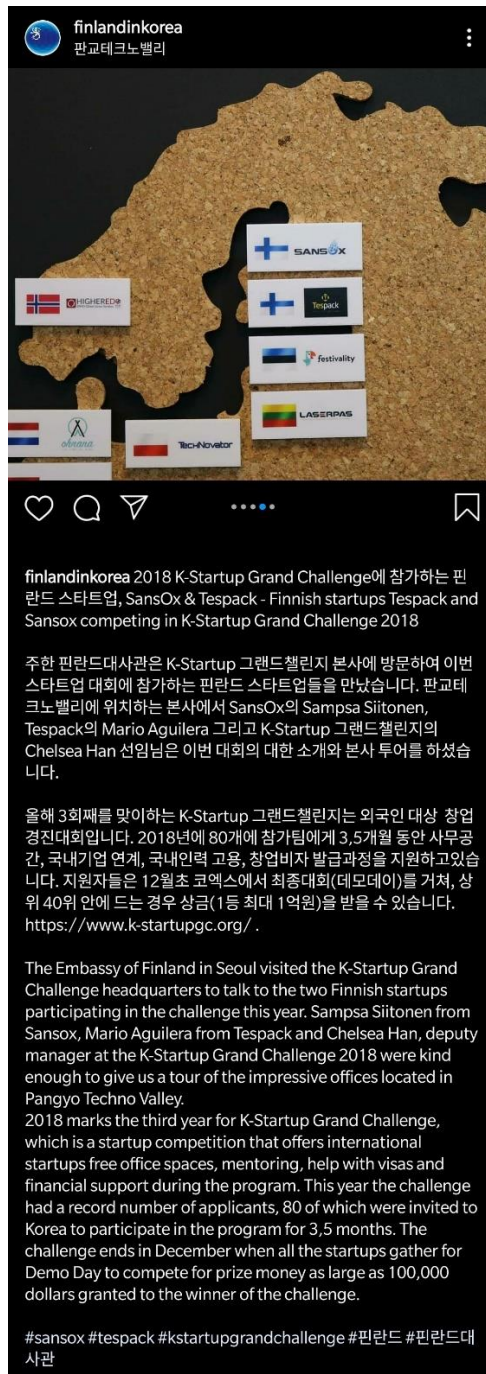 finlandinkorea
판교테크노밸리
SANSOX
Tespack
HIGHEREDO
festivality
LASERPAS
ohnana
TECHNOVATOR
finlandinkorea 2018 K-Startup Grand Challenge에 참가하는 핀
란드 스타트업, SansOx & Tespack - Finnish startups Tespack and
Sansox competing in K-Startup Grand Challenge 2018
주한 핀란드대사관은 K-Startup 그랜드챌린지 본사에 방문하여 이번
스타트업 대회에 참가하는 핀란드 스타트업들을 만났습니다. 판교테
크노밸리에 위치하는 본사에서 SansOx의 Sampsa Siitonen,
Tespack의 Mario Aguilera 그리고 K-Startup 그랜드챌린지의
Chelsea Han 선임님은 이번 대회의 대한 소개와 본사 투어를 하셨습
니다.
올해 3회째를 맞이하는 K-Startup 그랜드챌린지는 외국인 대상 창업
경진대회입니다. 2018년에 80개에 참가팀에게 3,5개월 동안 사무공
간, 국내기업 연계, 국내인력 고용, 창업비자 발급과정을 지원하고있습
니다. 지원자들은 12월초 코엑스에서 최종대회(데모데이)를 거쳐, 상
위 40위 안에 드는 경우 상금(1등 최대 1억원)을 받을 수 있습니다.
https://www.k-startupgc.org/ .
The Embassy of Finland in Seoul visited the K-Startup Grand
Challenge headquarters to talk to the two Finnish startups
participating in the challenge this year. Sampsa Siitonen from
Sansox, Mario Aguilera from Tespack and Chelsea Han, deputy
manager at the K-Startup Grand Challenge 2018 were kind
enough to give us a tour of the impressive offices located in
Pangyo Techno Valley.
2018 marks the third year for K-Startup Grand Challenge,
which is a startup competition that offers international
startups free office spaces, mentoring, help with visas and
financial support during the program. This year the challenge
had a record number of applicants, 80 of which were invited to
Korea to participate in the program for 3,5 months. The
challenge ends in December when all the startups gather for
Demo Day to compete for prize money as large as 100,000
dollars granted to the winner of the challenge.
#sansox #tespack #kstartupgrandchallenge #핀란드 #핀란드대
사관